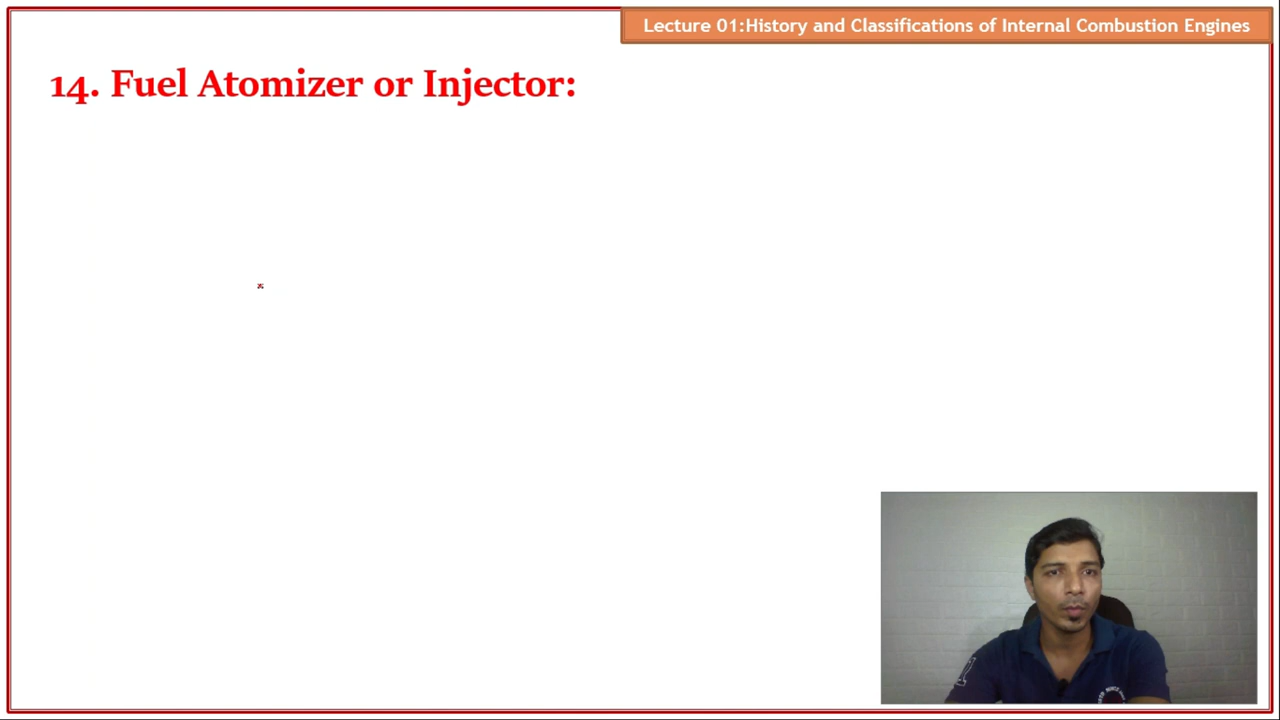 Lecture 01:History and Classifications of Internal Combustion Engines
14. Fuel Atomizer or Injector: